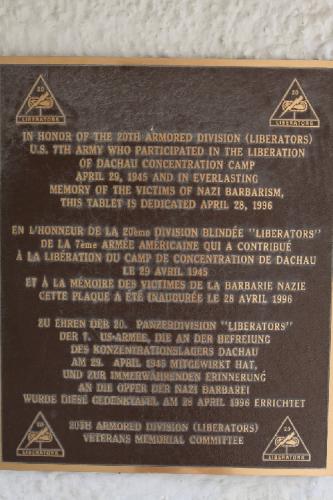 20 20
LIBERATORS LIBERATORS
IN HONOR OF THE 20TH ARMORED DIVISION (LIBERATORS)
U.S. 7TH ARMY WHO PARTICIPATED IN THE LIBERATION
OF DACHAU CONCENTRATION CAMP
APRIL 29, 1945 AND IN EVERLASTING
MEMORY OF THE VICTIMS OF NAZI BARBARISM,
THIS TABLET IS DEDICATED APRIL 28, 1996
EN L'HONNEUR DE LA 20ème DIVISION BLINDÉE "LIBERATORS"
DE LA 7ème ARMÉE AMÉRICAINE QUI A CONTRIBUÉ
À LA LIBÉRATION DU CAMP DE CONCENTRATION DE DACHAU
LE 29 AVRIL 1945
ET À LA MÉMOIRE DES VICTIMES DE LA BARBARIE NAZIE
CETTE PLAQUE A ÉTÉ INAUGURÉE LE 28 AVRIL 1996
ZU EHREN DER 20. PANZERDIVISION "LIBERATORS"
DER 7. US-ARMEE, DIE AN DER BEFREIUNG
DES KONZENTRATIONSLAGERS DACHAU
AM 29. APRIL 1945 MITGEWIRKT HAT,
UND ZUR IMMERWÄHRENDEN ERINNERUNG
AN DIE OPFER DER NAZI BARBAREI
WURDE DIESE GEDENKTAFEL AM 28 APRIL 1996 ERRICHTET
20TH ARMORED DIVISION (LIBERATORS)
VETERANS MEMORIAL COMMITTEE
20 20
LIBERATORS LIBERATORS